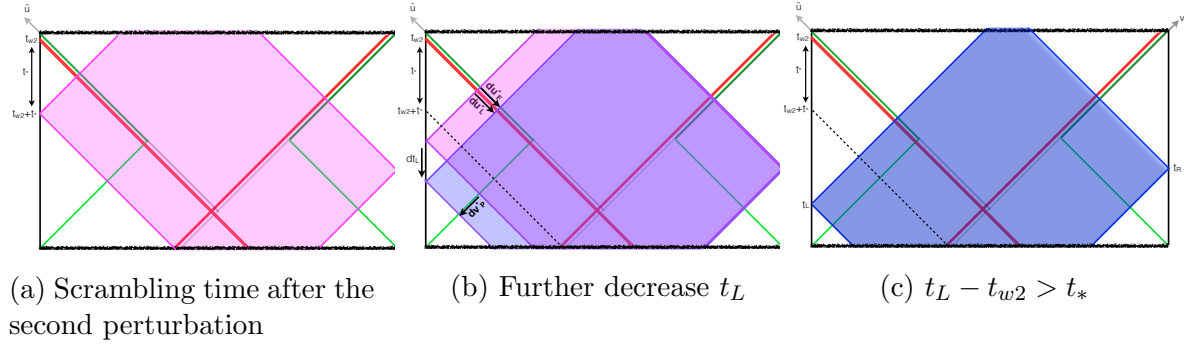 ũ
t_w2
t*
t_w2+t*
ũ
t_w2
t*
t_w2+t*
dt_L
du*_F
du*_L
dv*_P
ũ
v
t_w2
t*
t_w2+t*
t_L
t_R
(a) Scrambling time after the
second perturbation
(b) Further decrease t_L
(c) t_L − t_w2 > t_*